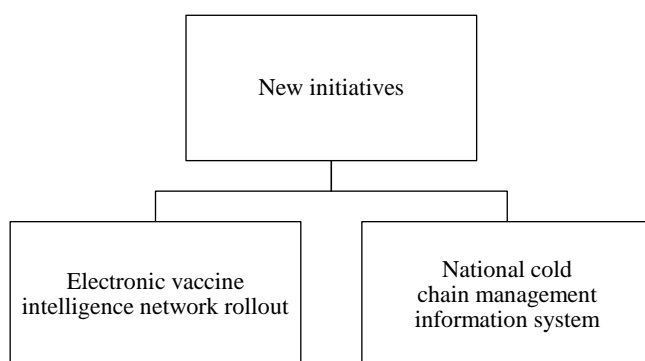 New initiatives
Electronic vaccine
intelligence network rollout
National cold
chain management
information system